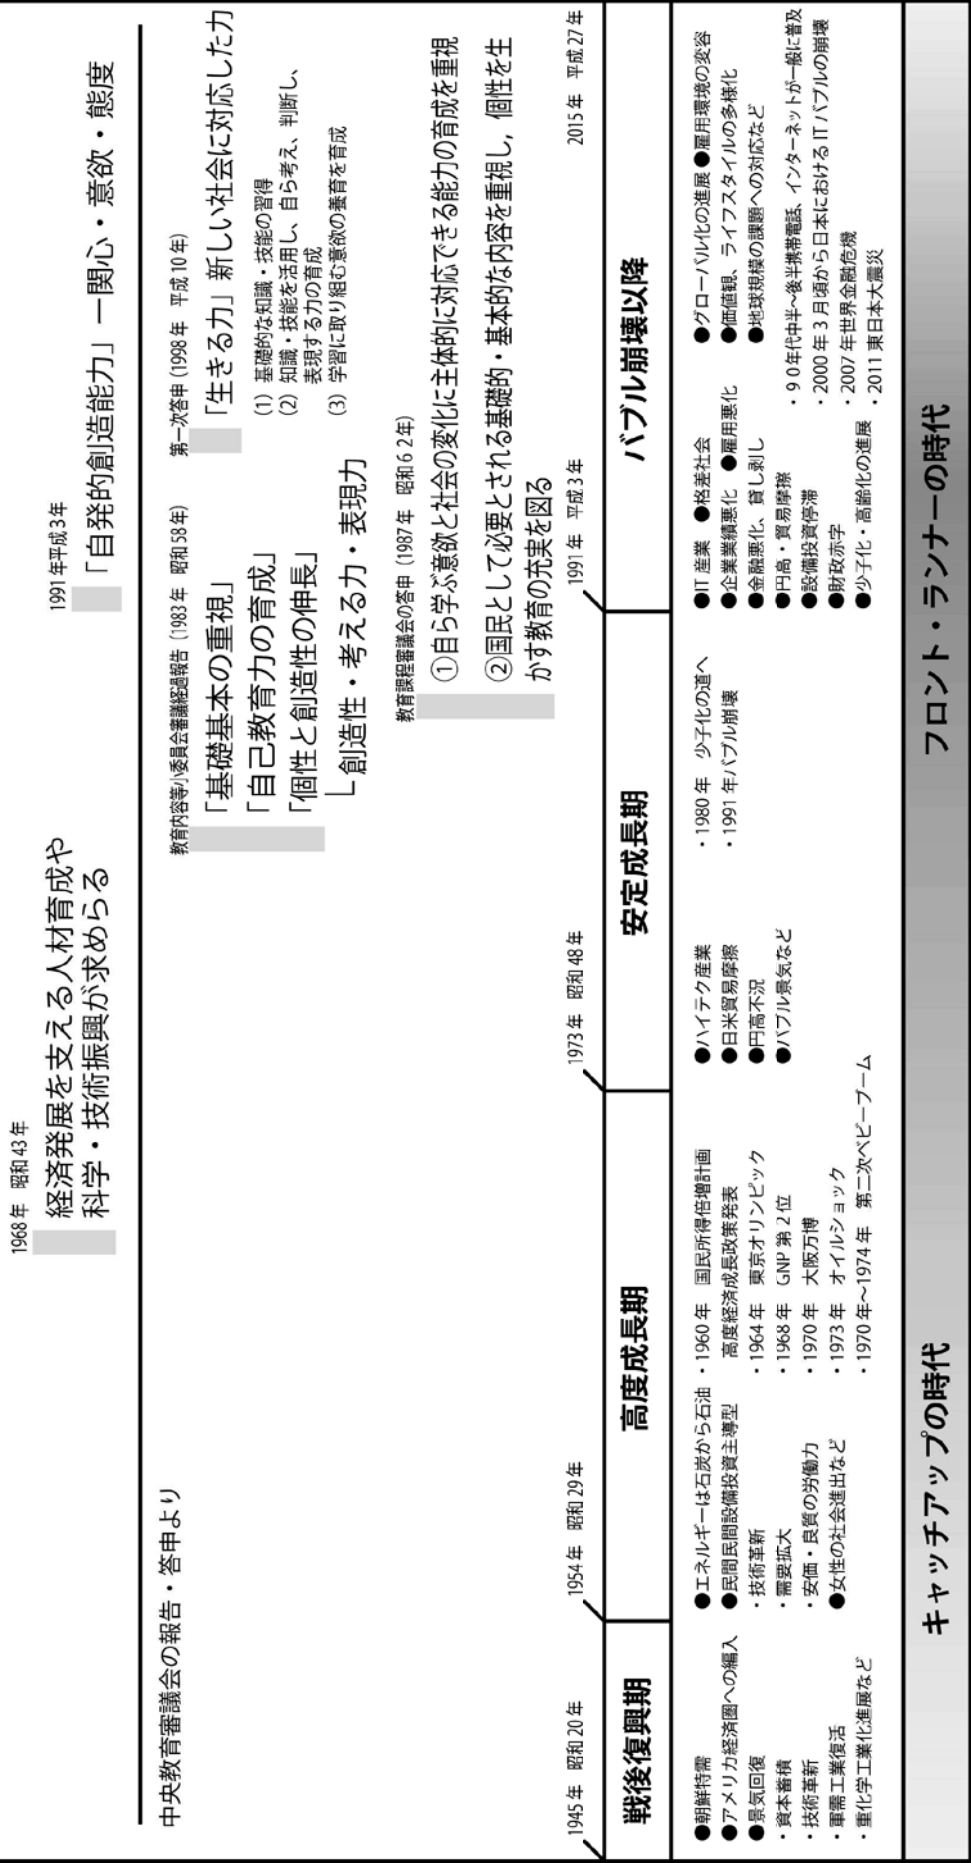 1968年　昭和43年
経済発展を支える人材育成や
科学・技術振興が求めらる
1991年平成3年
「自発的創造能力」ー関心・意欲・態度
中央教育審議会の報告・答申より
教育内容等小委員会審議経過報告（1983年　昭和58年）
「基礎基本の重視」
「自己教育力の育成」
「個性と創造性の伸長」
└ 創造性・考える力・表現力
第一次答申（1998年　平成10年）
「生きる力」新しい社会に対応した力
(1)　基礎的な知識・技能の習得
(2)　知識・技能を活用し、自ら考え、判断し、
表現する力の育成
(3)　学習に取り組む意欲の養育を育成
教育課程審議会の答申（1987年　昭和62年）
①自ら学ぶ意欲と社会の変化に主体的に対応できる能力の育成を重視
②国民として必要とされる基礎的・基本的な内容を重視し，個性を生
かす教育の充実を図る
1945年　昭和20年
1954年　昭和29年
1973年　昭和48年
1991年　平成3年
2015年　平成27年
戦後復興期
高度成長期
安定成長長期
バブル崩壊以降
●朝鮮特需
●アメリカ経済圏への編入
●景気回復
・資本蓄積
・技術革新
・軍需工業復活
・重化学工業化進展など
●エネルギーは石炭から石油
●民間民間設備投資主導型
・技術革新
・需要拡大
・安価・良質の労働力
●女性の社会進出など
・1960年　国民所得倍増計画
高度経済成長政策発表
・1964年　東京オリンピック
・1968年　GNP第2位
・1970年　大阪万博
・1973年　オイルショック
・1970年〜1974年　第二次ベビーブーム
●ハイテク産業
●日米貿易摩擦
●円高不況
●バブル景気など
・1980年　少子化の道へ
・1991年バブル崩壊
●IT産業　●格差社会
●企業業績悪化　●雇用悪化
●金融悪化、貸し剥し
●円高・貿易摩擦
●設備投資停滞
●財政赤字
●少子化・高齢化の進展
●グローバル化の進展●雇用環境の変容
●価値観、ライフスタイルの多様化
●地球規模の課題への対応など
・90年代中半〜後半携帯電話、インターネットが一般に普及
・2000年3月頃から日本におけるITバブルの崩壊
・2007年世界金融危機
・2011東日本大震災
キャッチアップの時代
フロント・ランナーの時代